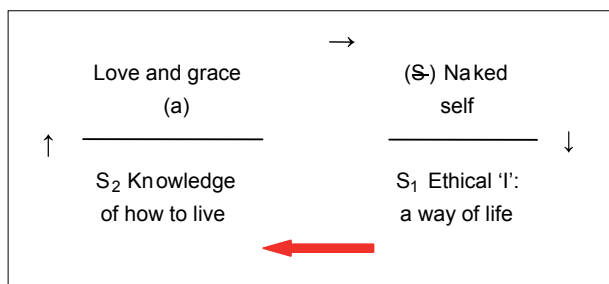 →
Love and grace
(a)
(S̶) Naked
self
↑
↓
S₂ Knowledge
of how to live
S₁ Ethical 'I':
a way of life